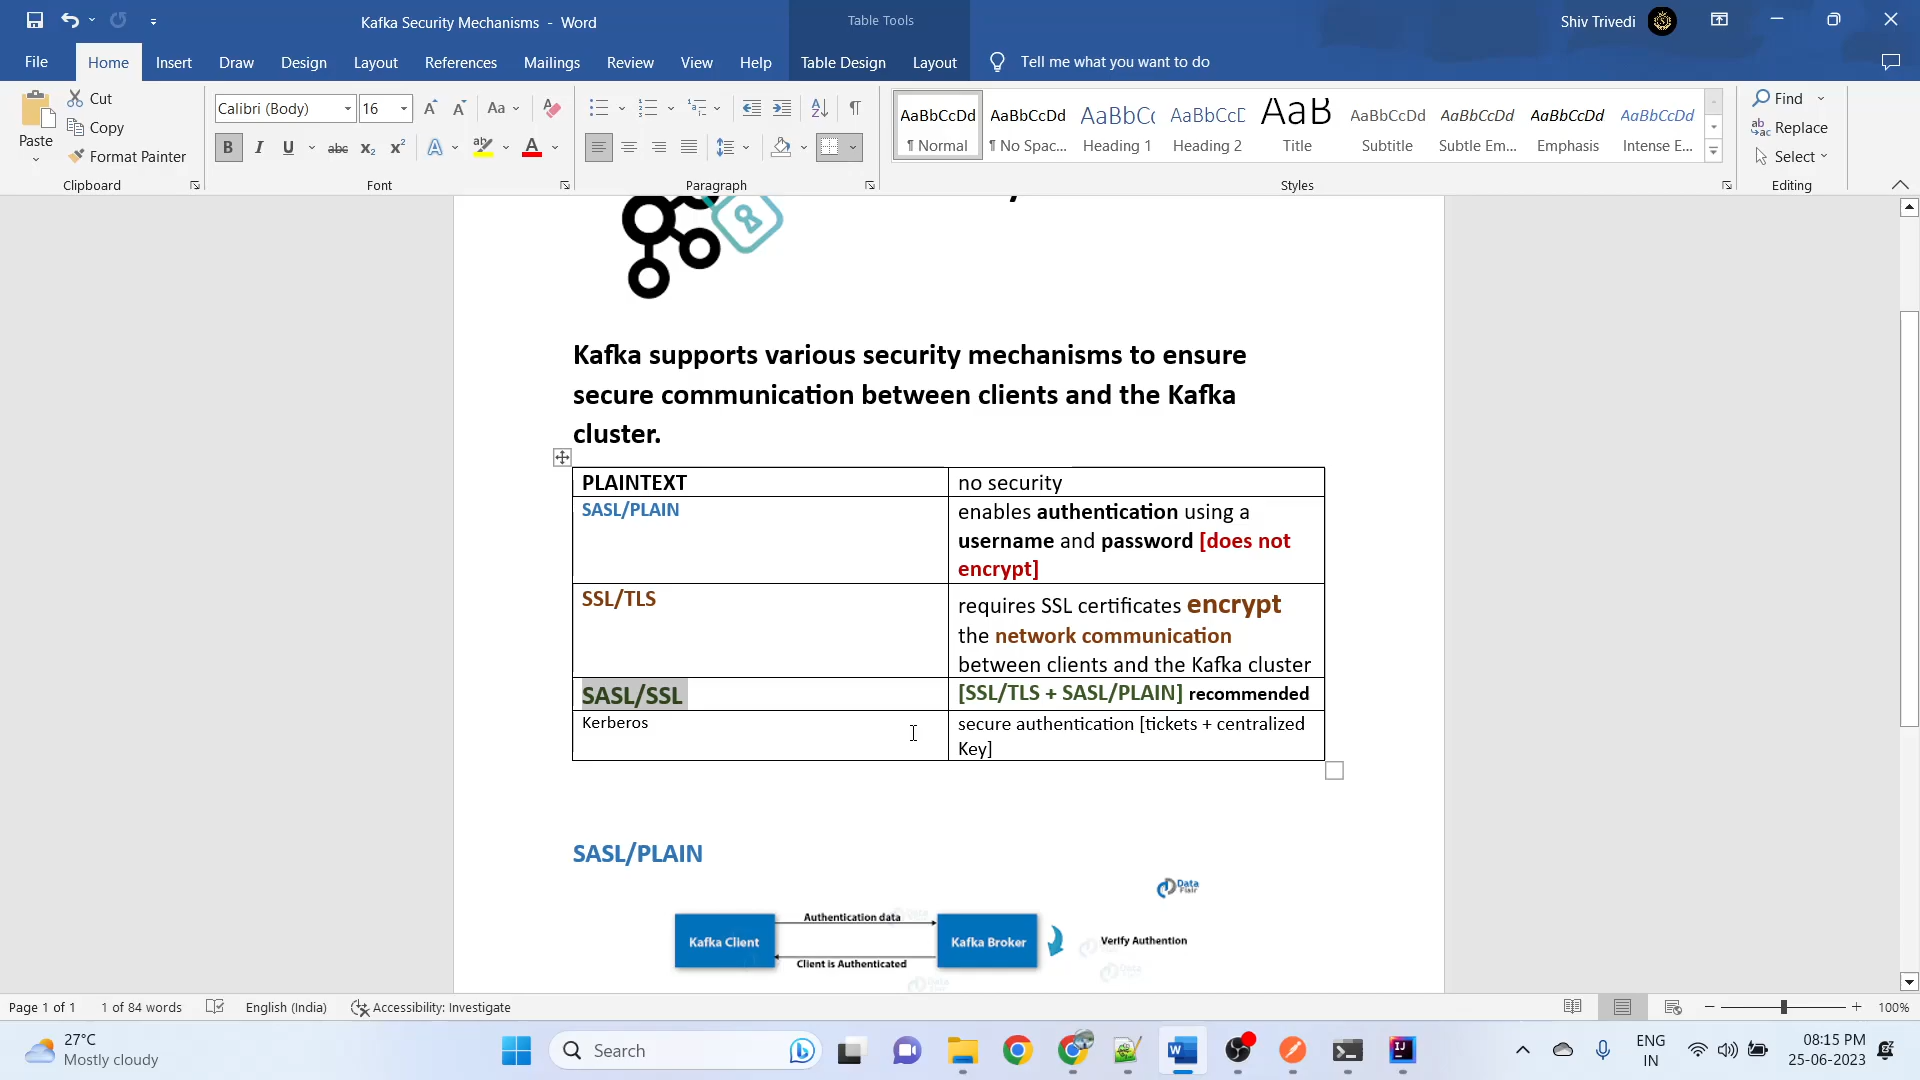 Kafka Security Mechanisms - Word
Table Tools
Shiv Trivedi
File
Home
Insert
Draw
Design
Layout
References
Mailings
Review
View
Help
Table Design
Layout
Tell me what you want to do
Paste
Cut
Copy
Format Painter
Clipboard
Calibri (Body)
16
Font
Paragraph
AaBbCcDd
¶ Normal
AaBbCcDd
¶ No Spac...
AaBbCc
Heading 1
AaBbCcD
Heading 2
AaB
Title
AaBbCcDd
Subtitle
AaBbCcDd
Subtle Em...
AaBbCcDd
Emphasis
AaBbCcDd
Intense E...
Styles
Find
Replace
Select
Editing
Kafka supports various security mechanisms to ensure
secure communication between clients and the Kafka
cluster.
PLAINTEXT
no security
SASL/PLAIN
enables authentication using a
username and password [does not
encrypt]
SSL/TLS
requires SSL certificates encrypt
the network communication
between clients and the Kafka cluster
SASL/SSL
[SSL/TLS + SASL/PLAIN] recommended
Kerberos
secure authentication [tickets + centralized
Key]
SASL/PLAIN
Data
Flair
Kafka Client
Authentication data
Client is Authenticated
Kafka Broker
Verify Authention
Page 1 of 1
1 of 84 words
English (India)
Accessibility: Investigate
100%
27°C
Mostly cloudy
Search
ENG
IN
08:15 PM
25-06-2023